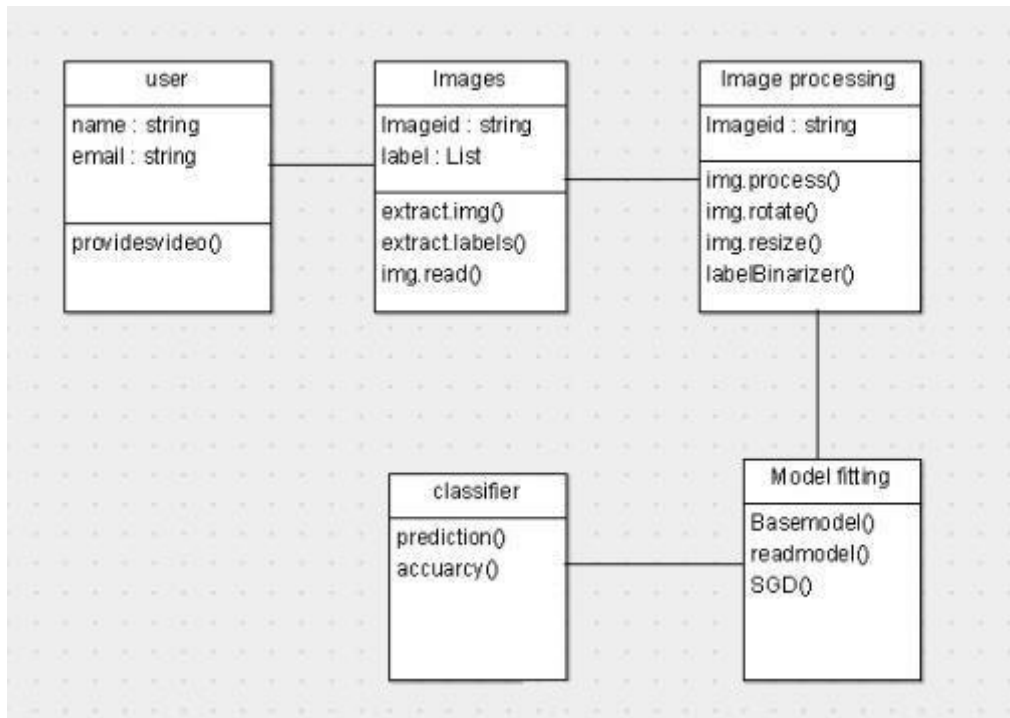 user
name : string
email : string
providesvideo()
Images
Imageid : string
label : List
extract.img()
extract.labels()
img.read()
Image processing
Imageid : string
img.process()
img.rotate()
img.resize()
labelBinarizer()
classifier
prediction()
accuarcy()
Model fitting
Basemodel()
readmodel()
SGD()